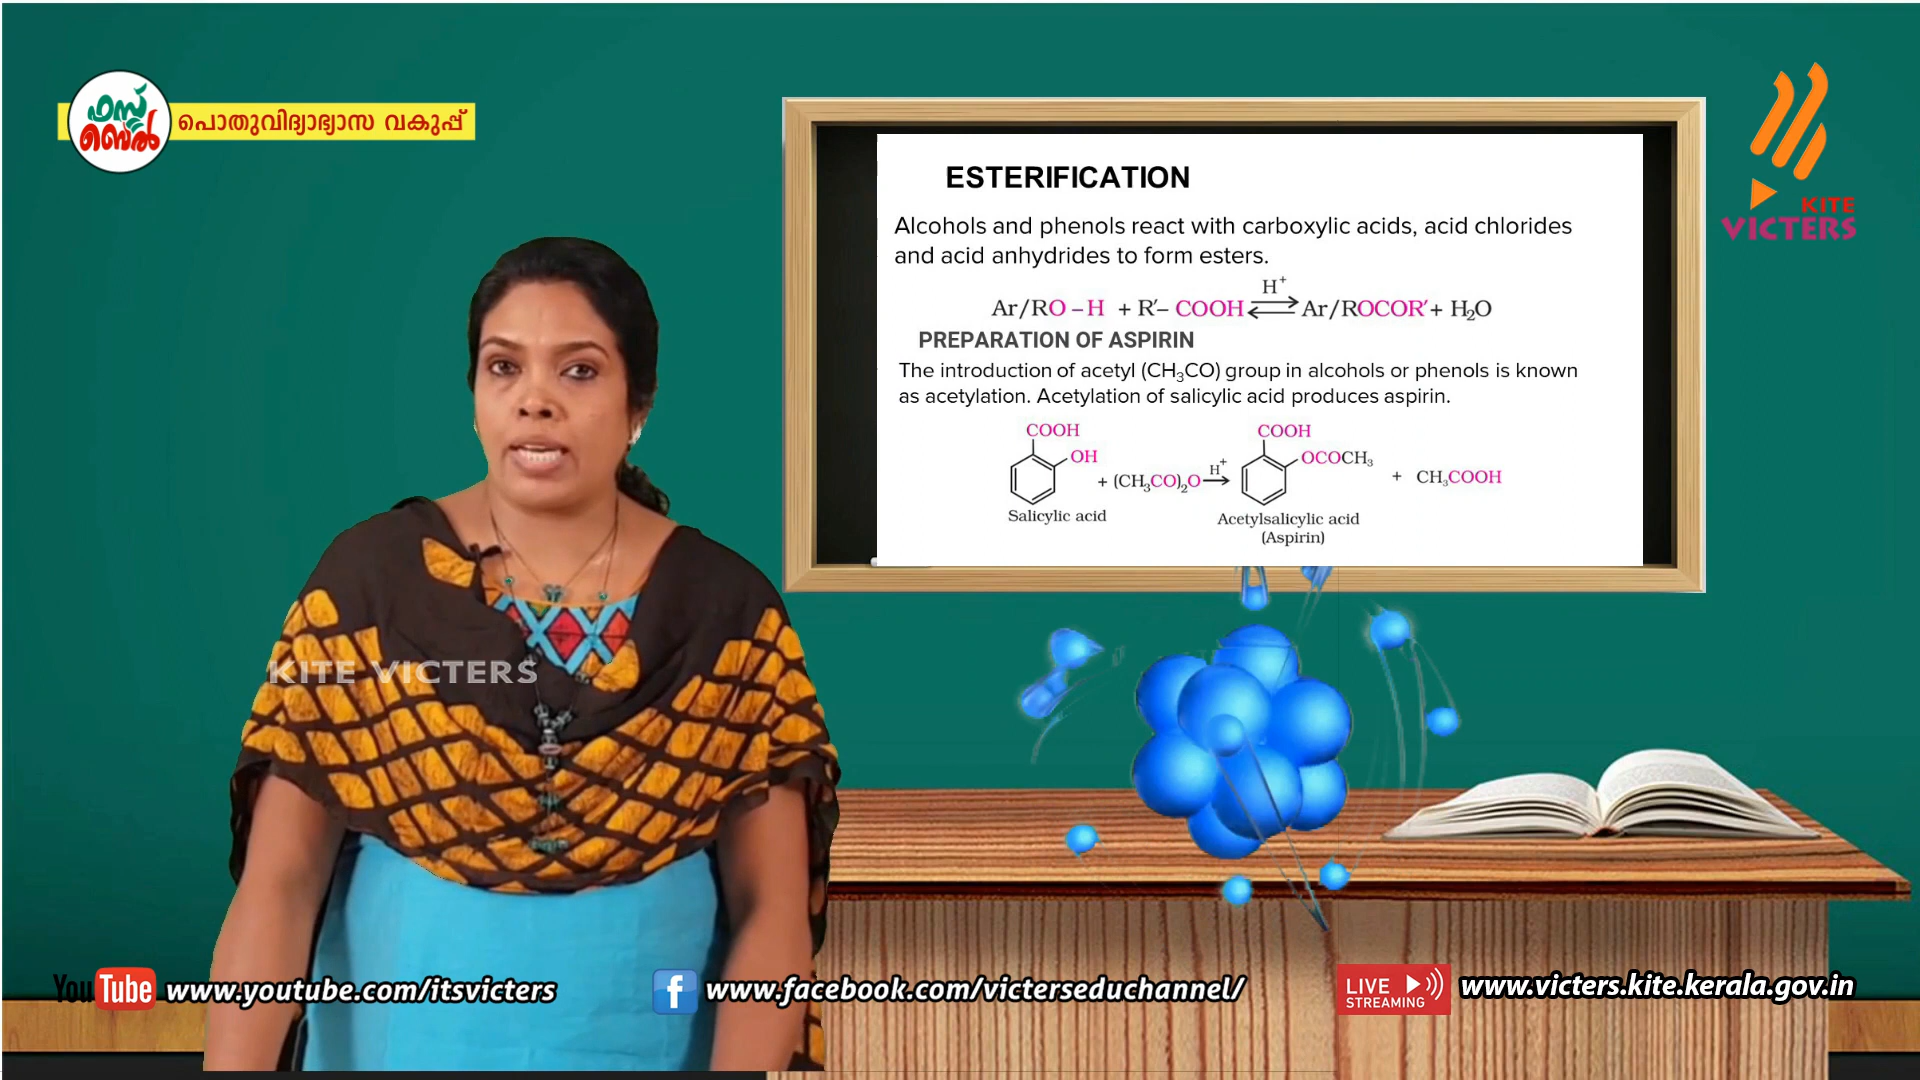 ഫസ്റ്റ്
ബെൽ
പൊതുവിദ്യാഭ്യാസ വകുപ്പ്
KITE
VICTERS
ESTERIFICATION
Alcohols and phenols react with carboxylic acids, acid chlorides
and acid anhydrides to form esters.
H⁺
Ar/RO – H + R′– COOH ⇌ Ar/ROCOR′ + H₂O
PREPARATION OF ASPIRIN
The introduction of acetyl (CH₃CO) group in alcohols or phenols is known
as acetylation. Acetylation of salicylic acid produces aspirin.
COOH COOH
OH OCOCH₃
+ (CH₃CO)₂O H⁺ → + CH₃COOH
Salicylic acid Acetylsalicylic acid
(Aspirin)
KITE VICTERS
YouTube www.youtube.com/itsvicters
f www.facebook.com/victerseduchannel/
LIVE STREAMING www.victers.kite.kerala.gov.in